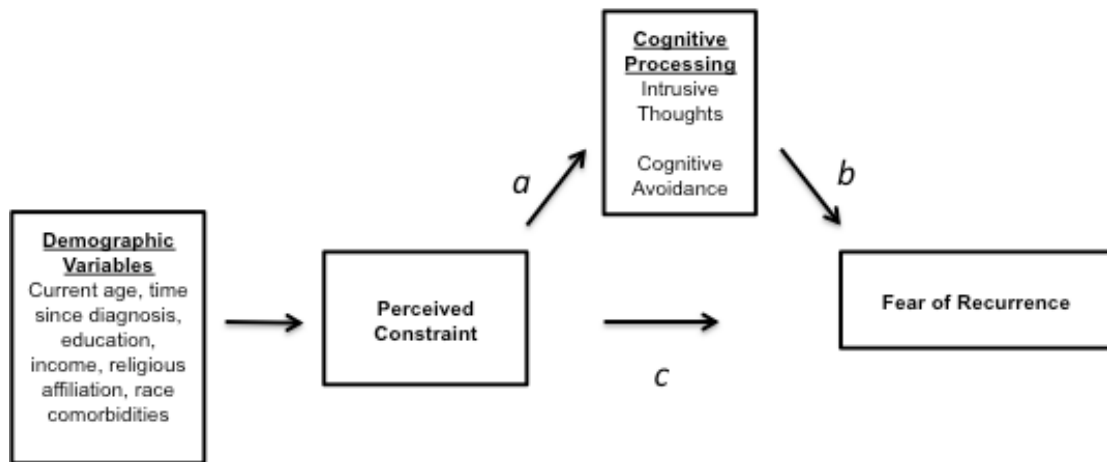 Cognitive
Processing
Intrusive
Thoughts
Cognitive
Avoidance
a
b
Demographic
Variables
Current age, time
since diagnosis,
education,
income, religious
affiliation, race
comorbidities
Perceived
Constraint
c
Fear of Recurrence